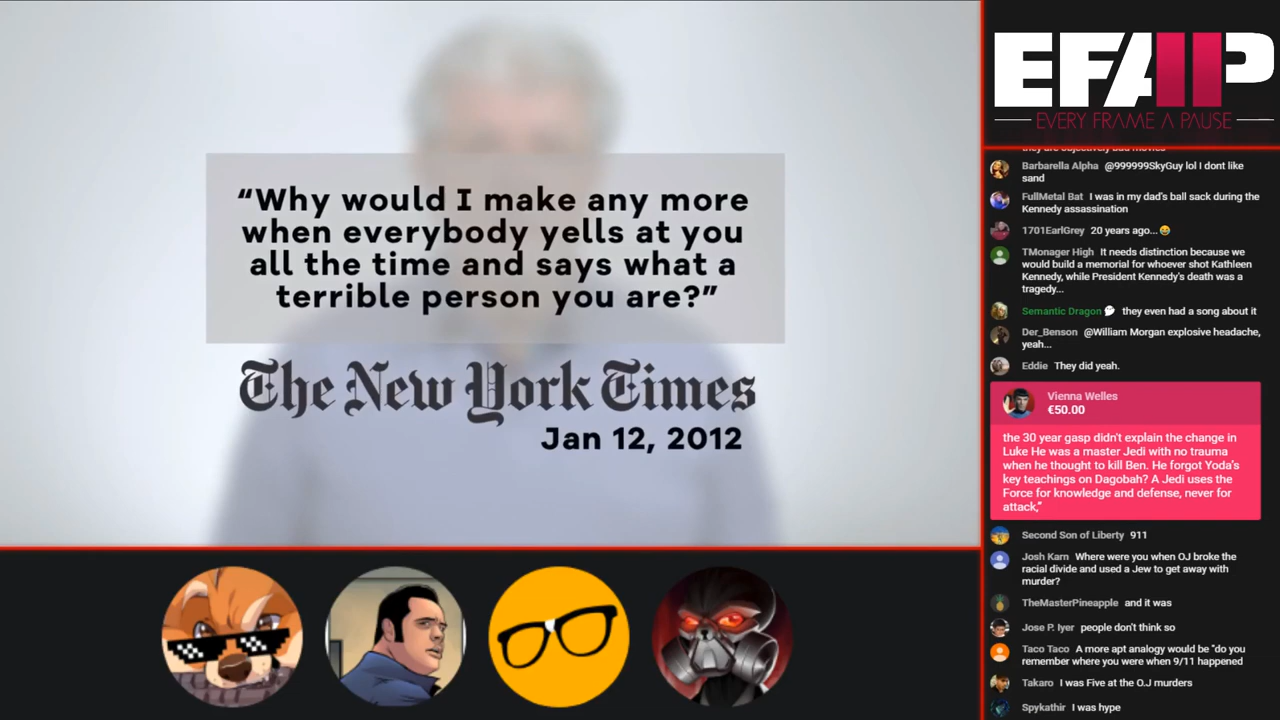 “Why would I make any more
when everybody yells at you
all the time and says what a
terrible person you are?”
The New York Times
Jan 12, 2012
EFAP
EVERY FRAME A PAUSE
they are objectively bad movies
Barbarella Alpha @999999SkyGuy lol I dont like
sand
FullMetal Bat I was in my dad's ball sack during the
Kennedy assassination
1701EarlGrey 20 years ago...😂
TManager High It needs distinction because we
would build a memorial for whoever shot Kathleen
Kennedy, while President Kennedy's death was a
tragedy...
Semantic Dragon they even had a song about it
Der_Benson @William Morgan explosive headache,
yeah...
Eddie They did yeah.
Vienna Welles
€50.00
the 30 year gasp didn't explain the change in
Luke He was a master Jedi with no trauma
when he thought to kill Ben. He forgot Yoda's
key teachings on Dagobah? A Jedi uses the
Force for knowledge and defense, never for
attack,”
Second Son of Liberty 911
Josh Karn Where were you when OJ broke the
racial divide and used a Jew to get away with
murder?
TheMasterPineapple and it was
Jose P. Iyer people don't think so
Taco Taco A more apt analogy would be "do you
remember where you were when 9/11 happened
Takaro I was Five at the O.J murders
Spykathir I was hype